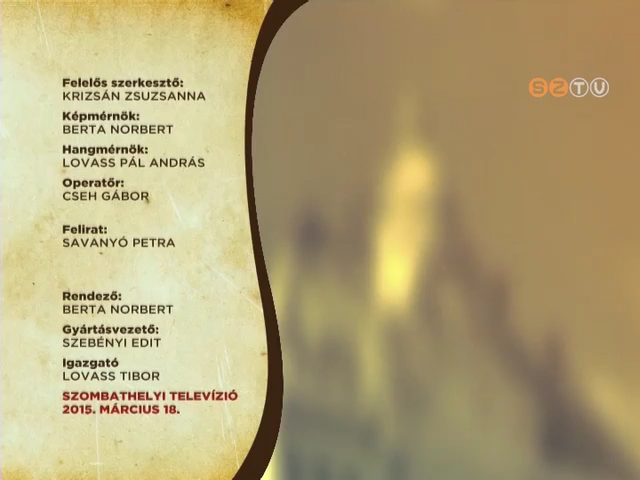 Felelős szerkesztő:
KRIZSÁN ZSUZSANNA
Képmérnök:
BERTA NORBERT
Hangmérnök:
LOVASS PÁL ANDRÁS
Operatőr:
CSEH GÁBOR
Felirat:
SAVANYÓ PETRA
Rendező:
BERTA NORBERT
Gyártásvezető:
SZEBÉNYI EDIT
Igazgató
LOVASS TIBOR
SZOMBATHELYI TELEVÍZIÓ
2015. MÁRCIUS 18.
SZTV